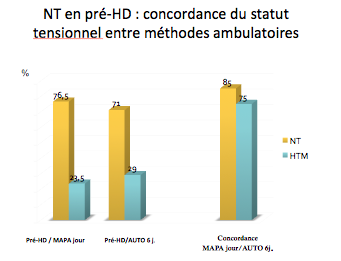 NT en pré-HD : concordance du statut
tensionnel entre méthodes ambulatoires
%
76,5
23,5
71
29
85
75
NT
HTM
Pré-HD / MAPA jour
Pré-HD/AUTO 6 j.
Concordance
MAPA jour/AUTO 6j.